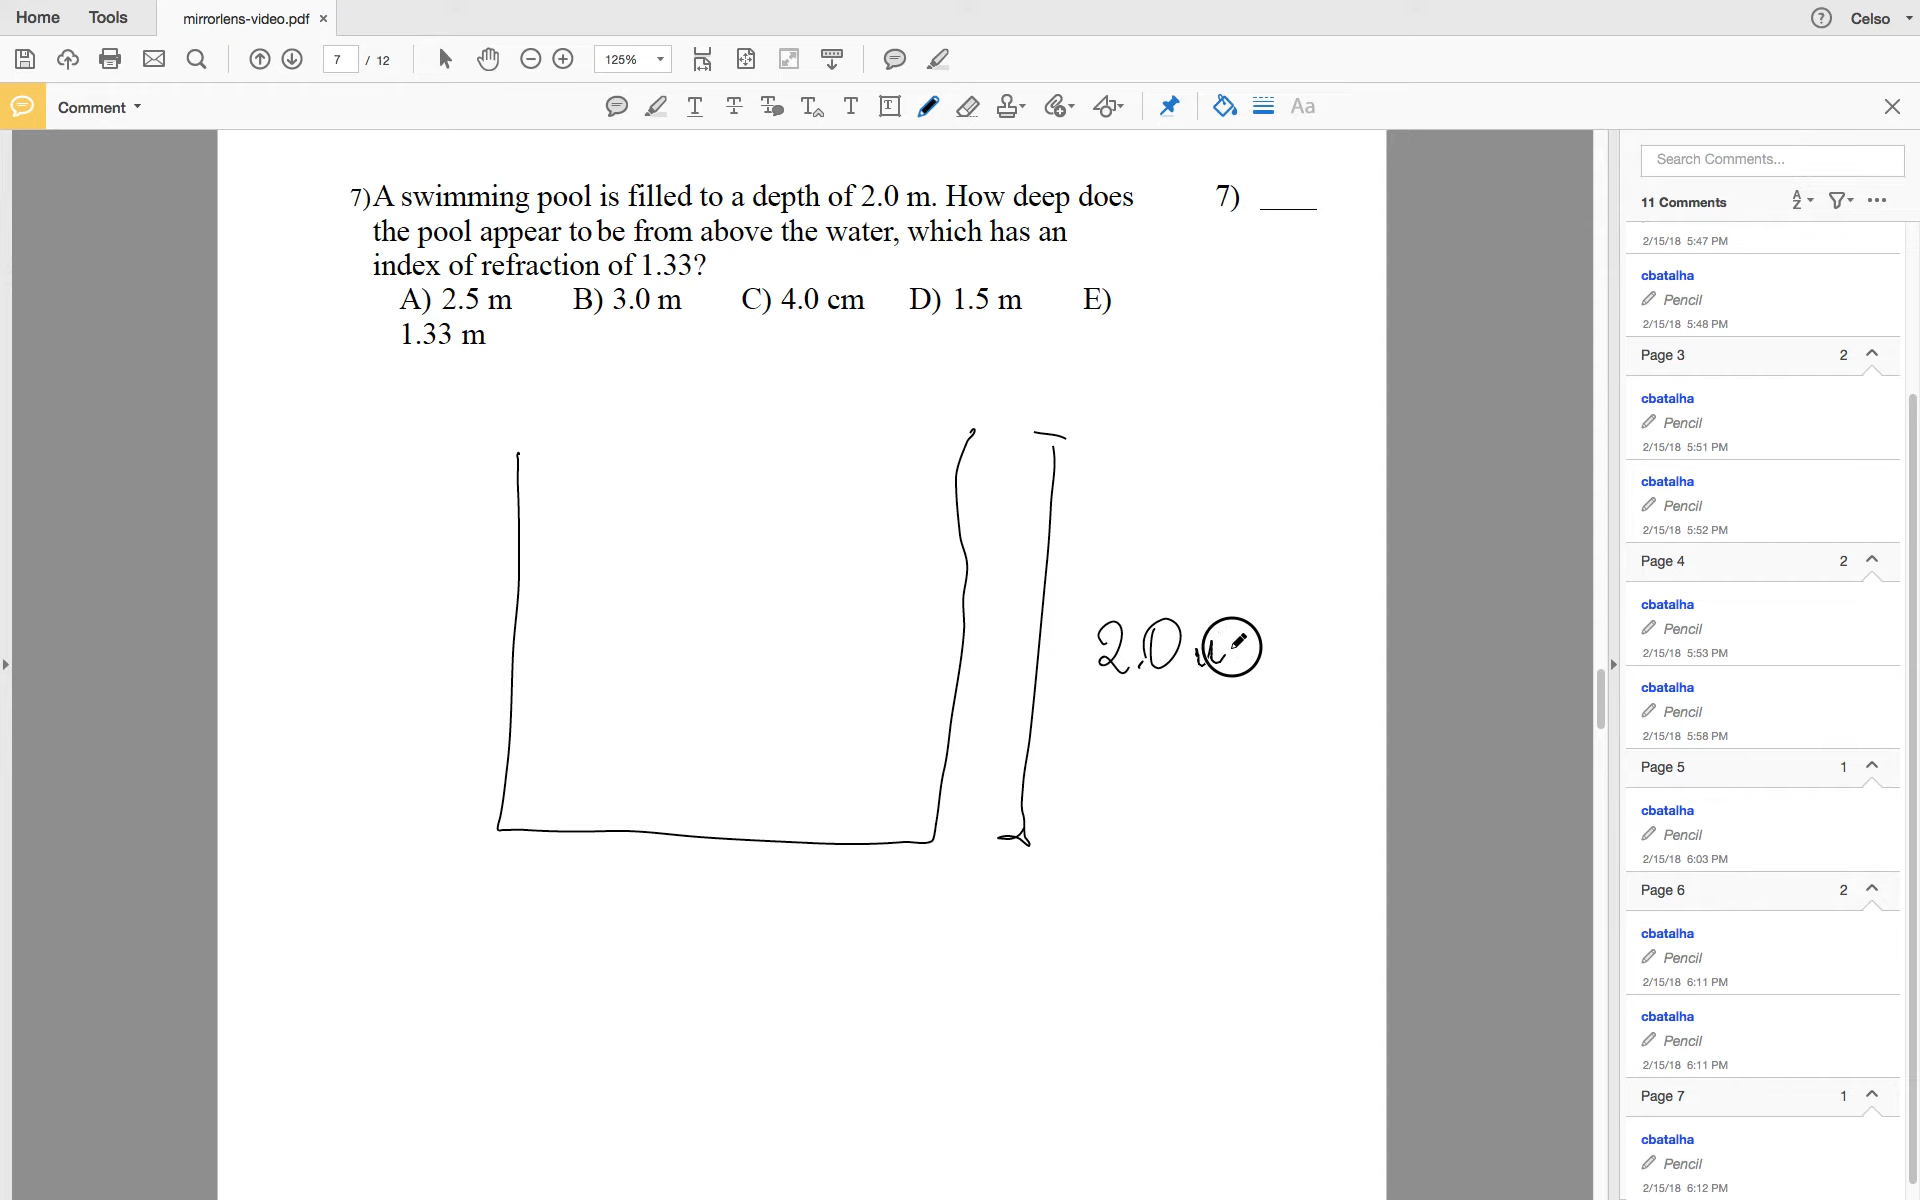 Home Tools mirrorlens-video.pdf × Celso
7 / 12 125%
Comment Aa
7)A swimming pool is filled to a depth of 2.0 m. How deep does 7) ____
the pool appear to be from above the water, which has an
index of refraction of 1.33?
A) 2.5 m B) 3.0 m C) 4.0 cm D) 1.5 m E)
1.33 m
2.0
Search Comments...
11 Comments
2/15/18 5:47 PM
cbatalha
Pencil
2/15/18 5:48 PM
Page 3 2
cbatalha
Pencil
2/15/18 5:51 PM
cbatalha
Pencil
2/15/18 5:52 PM
Page 4 2
cbatalha
Pencil
2/15/18 5:53 PM
cbatalha
Pencil
2/15/18 5:58 PM
Page 5 1
cbatalha
Pencil
2/15/18 6:03 PM
Page 6 2
cbatalha
Pencil
2/15/18 6:11 PM
cbatalha
Pencil
2/15/18 6:11 PM
Page 7 1
cbatalha
Pencil
2/15/18 6:12 PM